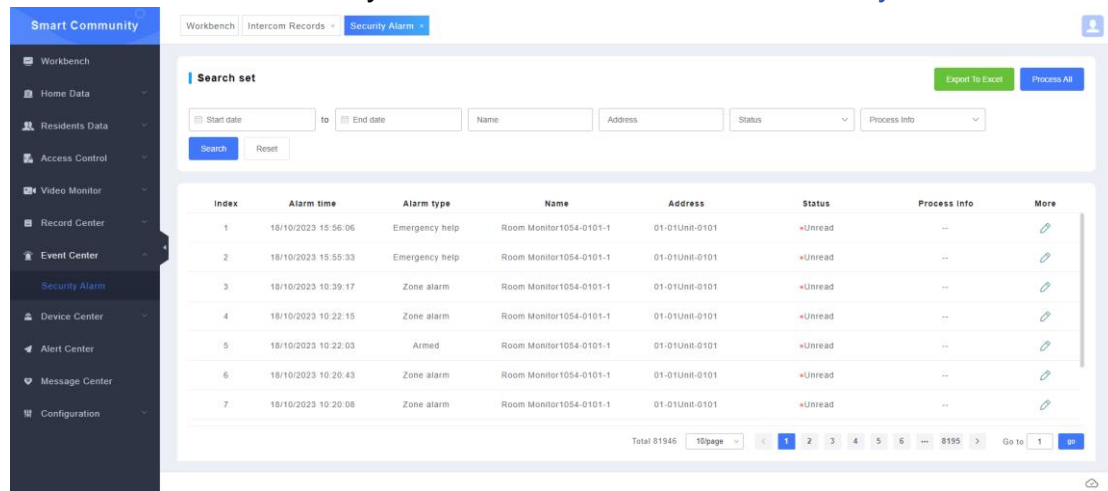 Smart Community
Workbench Intercom Records × Security Alarm ×
Workbench
Home Data
Residents Data
Access Control
Video Monitor
Record Center
Event Center
Security Alarm
Device Center
Alert Center
Message Center
Configuration
Search set
Export To Excel Process All
Start date to End date Name Address Status Process Info
Search Reset
Index Alarm time Alarm type Name Address Status Process Info More
1 18/10/2023 15:56:06 Emergency help Room Monitor1054-0101-1 01-01Unit-0101 Unread --
2 18/10/2023 15:55:33 Emergency help Room Monitor1054-0101-1 01-01Unit-0101 Unread --
3 18/10/2023 10:39:17 Zone alarm Room Monitor1054-0101-1 01-01Unit-0101 Unread --
4 18/10/2023 10:22:15 Zone alarm Room Monitor1054-0101-1 01-01Unit-0101 Unread --
5 18/10/2023 10:22:03 Armed Room Monitor1054-0101-1 01-01Unit-0101 Unread --
6 18/10/2023 10:20:43 Zone alarm Room Monitor1054-0101-1 01-01Unit-0101 Unread --
7 18/10/2023 10:20:08 Zone alarm Room Monitor1054-0101-1 01-01Unit-0101 Unread --
Total 81946 10/page < 1 2 3 4 5 6 ... 8195 > Go to 1 go